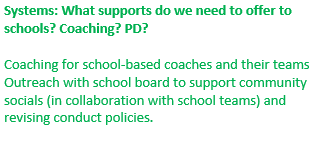 Systems: What supports do we need to offer to
schools? Coaching? PD?
Coaching for school-based coaches and their teams
Outreach with school board to support community
socials (in collaboration with school teams) and
revising conduct policies.